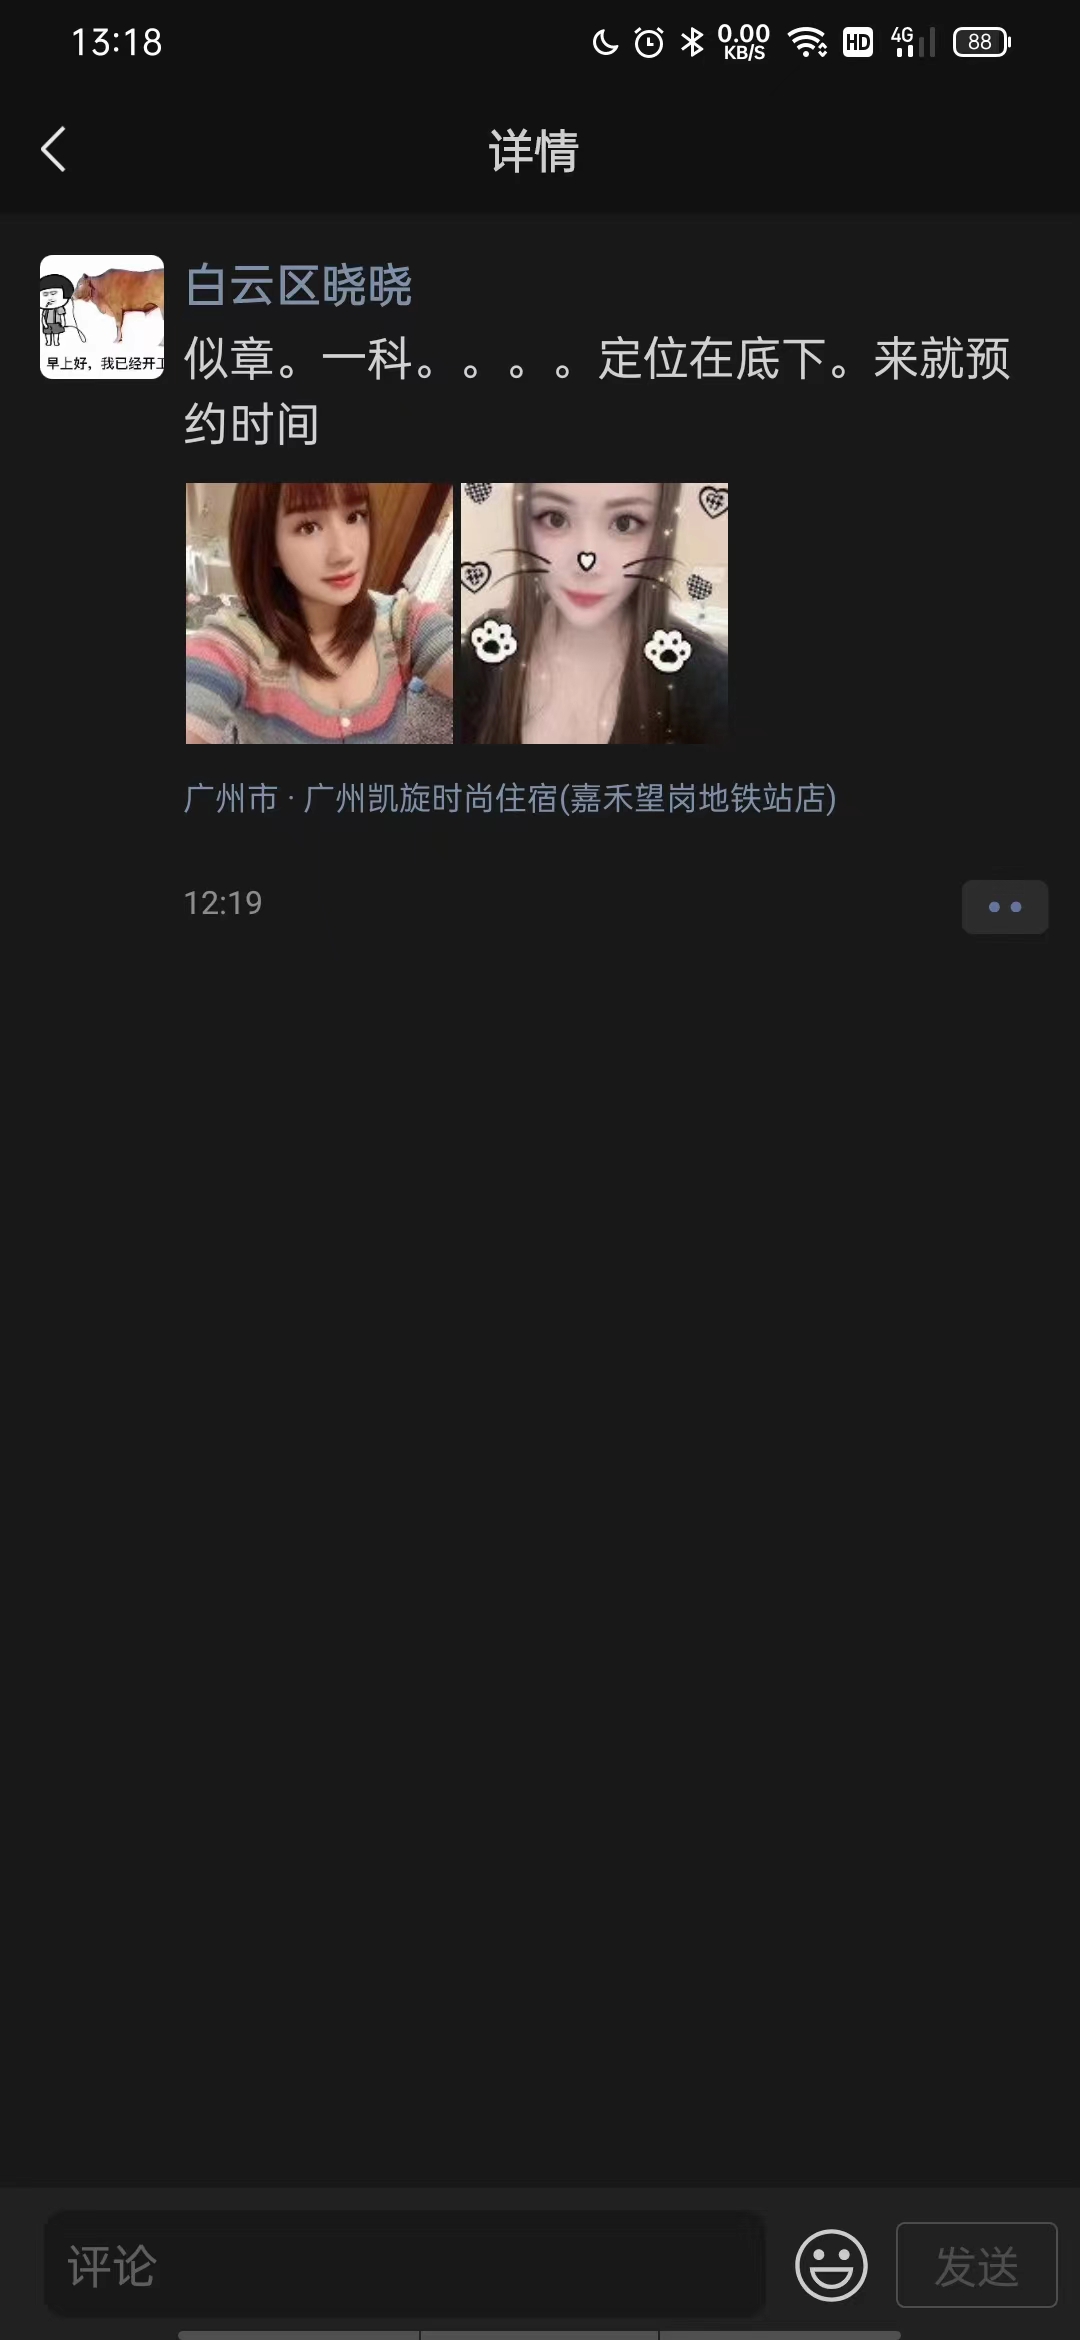 13:18
0.00
KB/S
HD
4G
88
详情
白云区晓晓
早上好，我已经开工
似章。一科。。。。定位在底下。来就预
约时间
广州市 · 广州凯旋时尚住宿(嘉禾望岗地铁站店)
12:19
评论
发送